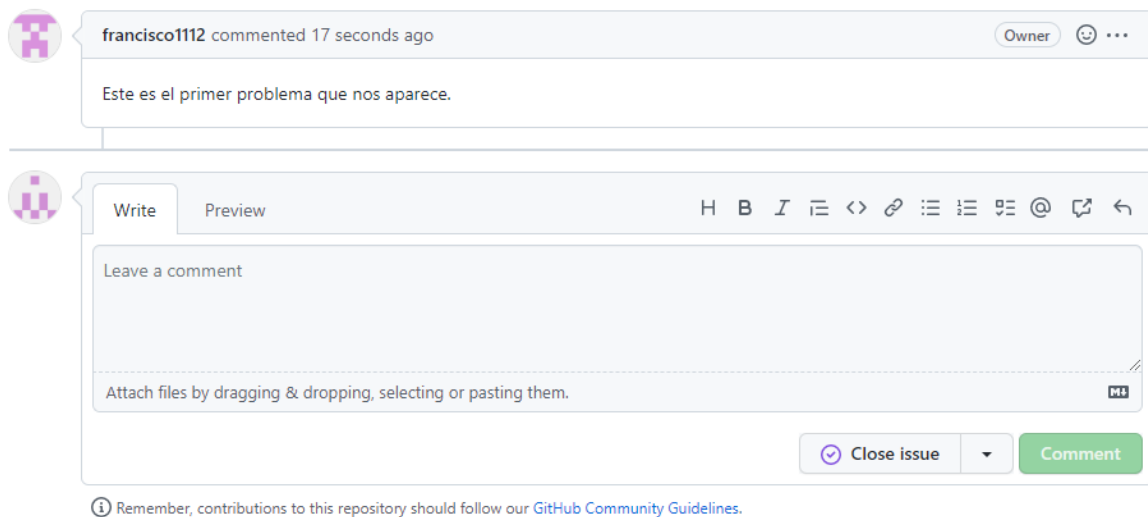 francisco1112 commented 17 seconds ago Owner
Este es el primer problema que nos aparece.
Write Preview
Leave a comment
Attach files by dragging & dropping, selecting or pasting them.
Close issue Comment
Remember, contributions to this repository should follow our GitHub Community Guidelines.